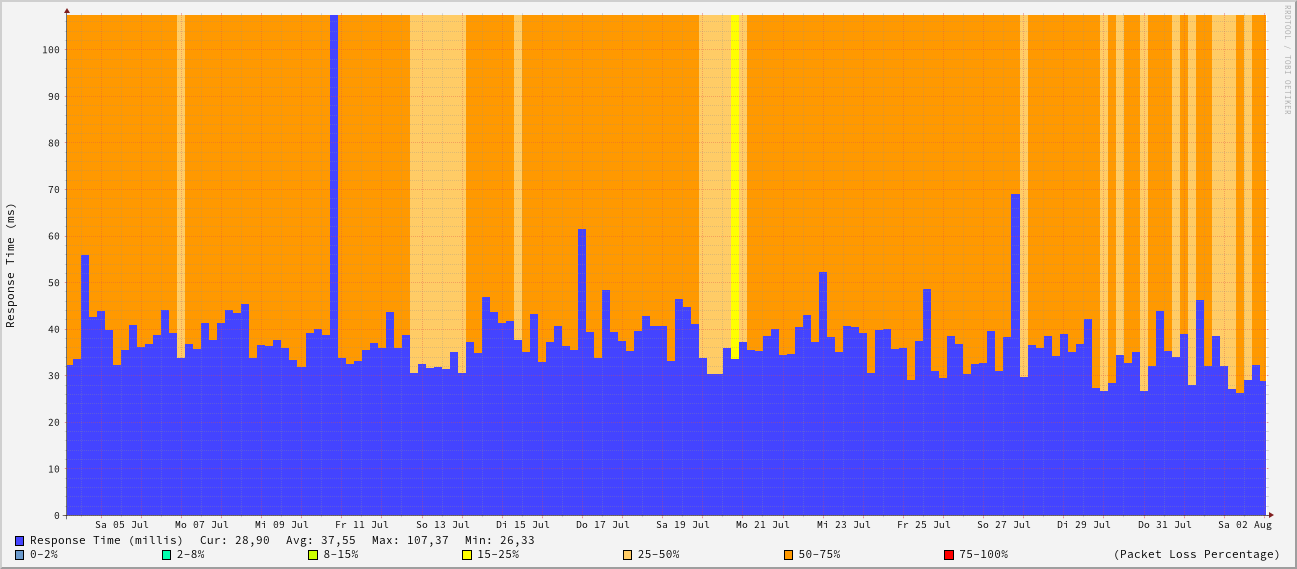 RRDTOOL / TOBI OETIKER
Response Time (ms)
100
90
80
70
60
50
40
30
20
10
0
Sa 05 Jul Mo 07 Jul Mi 09 Jul Fr 11 Jul So 13 Jul Di 15 Jul Do 17 Jul Sa 19 Jul Mo 21 Jul Mi 23 Jul Fr 25 Jul So 27 Jul Di 29 Jul Do 31 Jul Sa 02 Aug
Response Time (millis) Cur: 28,90 Avg: 37,55 Max: 107,37 Min: 26,33
0-2% 2-8% 8-15% 15-25% 25-50% 50-75% 75-100% (Packet Loss Percentage)